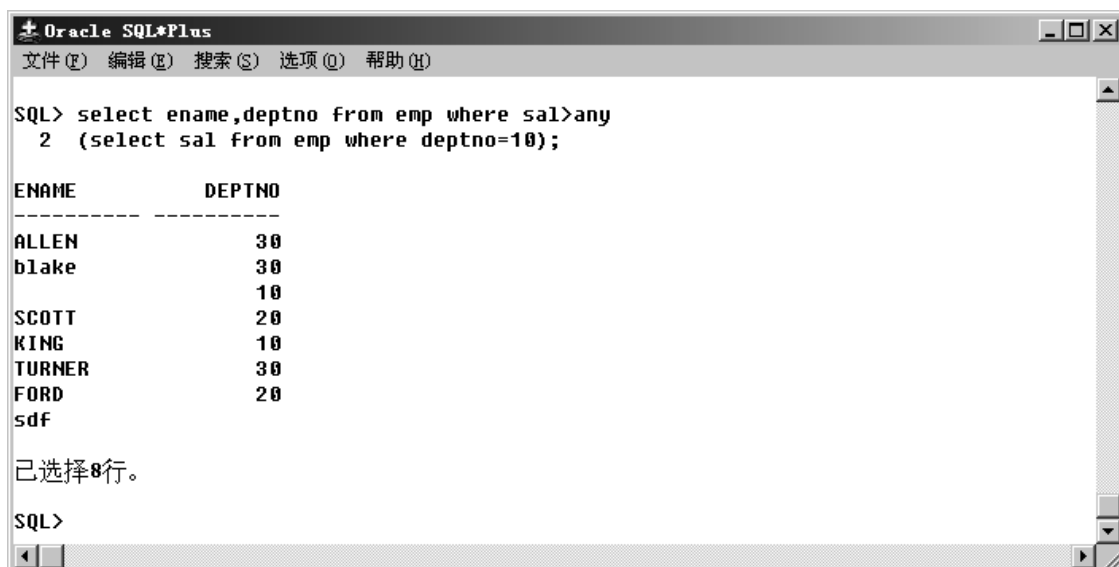 Oracle SQL*Plus
文件(F) 编辑(E) 搜索(S) 选项(O) 帮助(H)
SQL> select ename,deptno from emp where sal>any
2 (select sal from emp where deptno=10);
ENAME DEPTNO
---------- ----------
ALLEN 30
blake 30
10
SCOTT 20
KING 10
TURNER 30
FORD 20
sdf
已选择8行。
SQL>